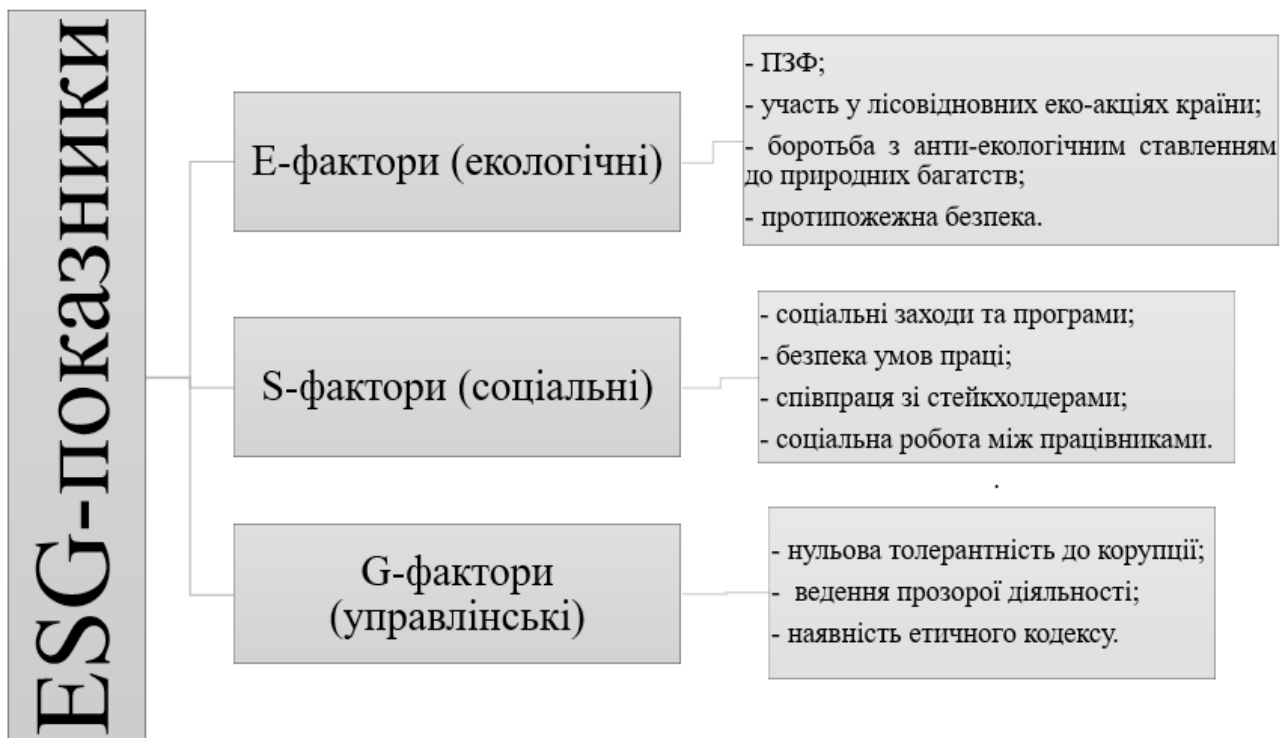 ESG-показники
E-фактори (екологічні)
- ПЗФ;
- участь у лісовідновних еко-акціях країни;
- боротьба з анти-екологічним ставленням
до природних багатств;
- протипожежна безпека.
S-фактори (соціальні)
- соціальні заходи та програми;
- безпека умов праці;
- співпраця зі стейкхолдерами;
- соціальна робота між працівниками.
.
G-фактори
(управлінські)
- нульова толерантність до корупції;
- ведення прозорої діяльності;
- наявність етичного кодексу.